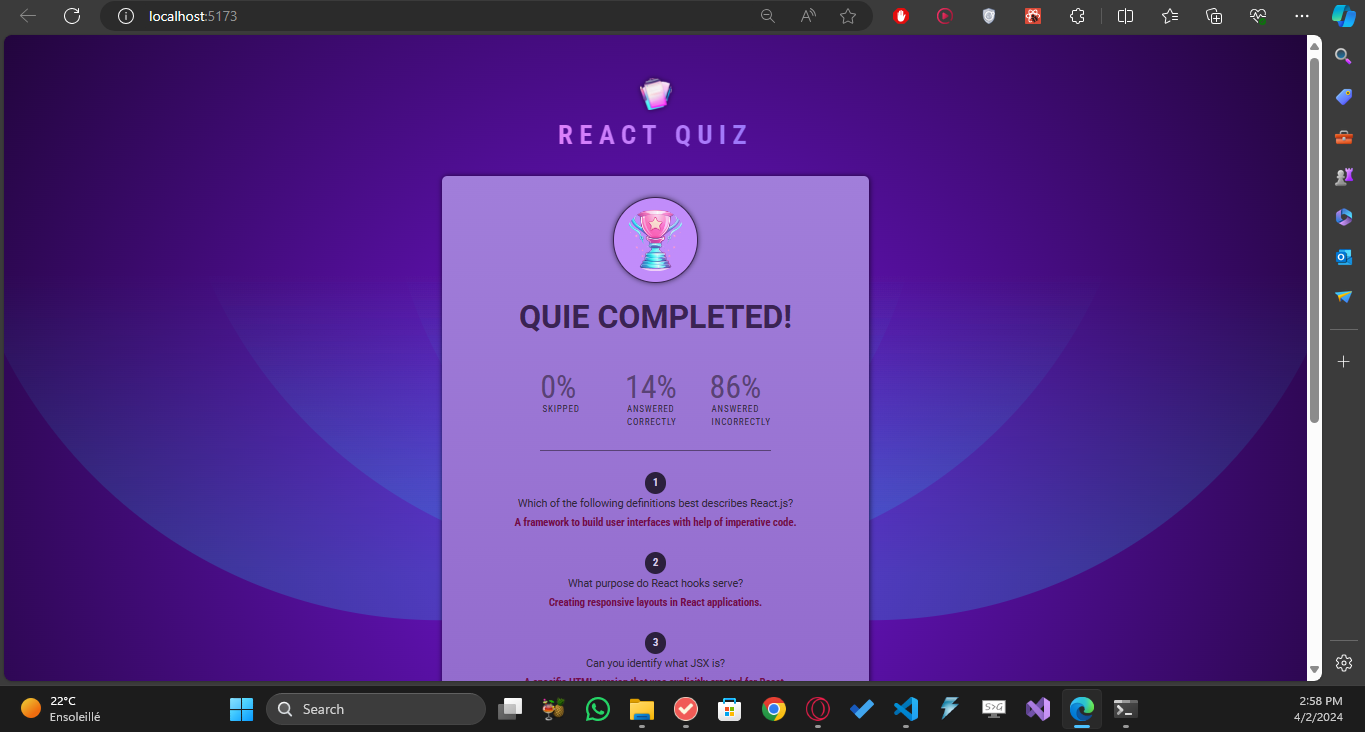 localhost:5173
REACT QUIZ
QUIE COMPLETED!
0%
SKIPPED
14%
ANSWERED
CORRECTLY
86%
ANSWERED
INCORRECTLY
1
Which of the following definitions best describes React.js?
A framework to build user interfaces with help of imperative code.
2
What purpose do React hooks serve?
Creating responsive layouts in React applications.
3
Can you identify what JSX is?
22°C
Ensoleillé
Search
2:58 PM
4/2/2024